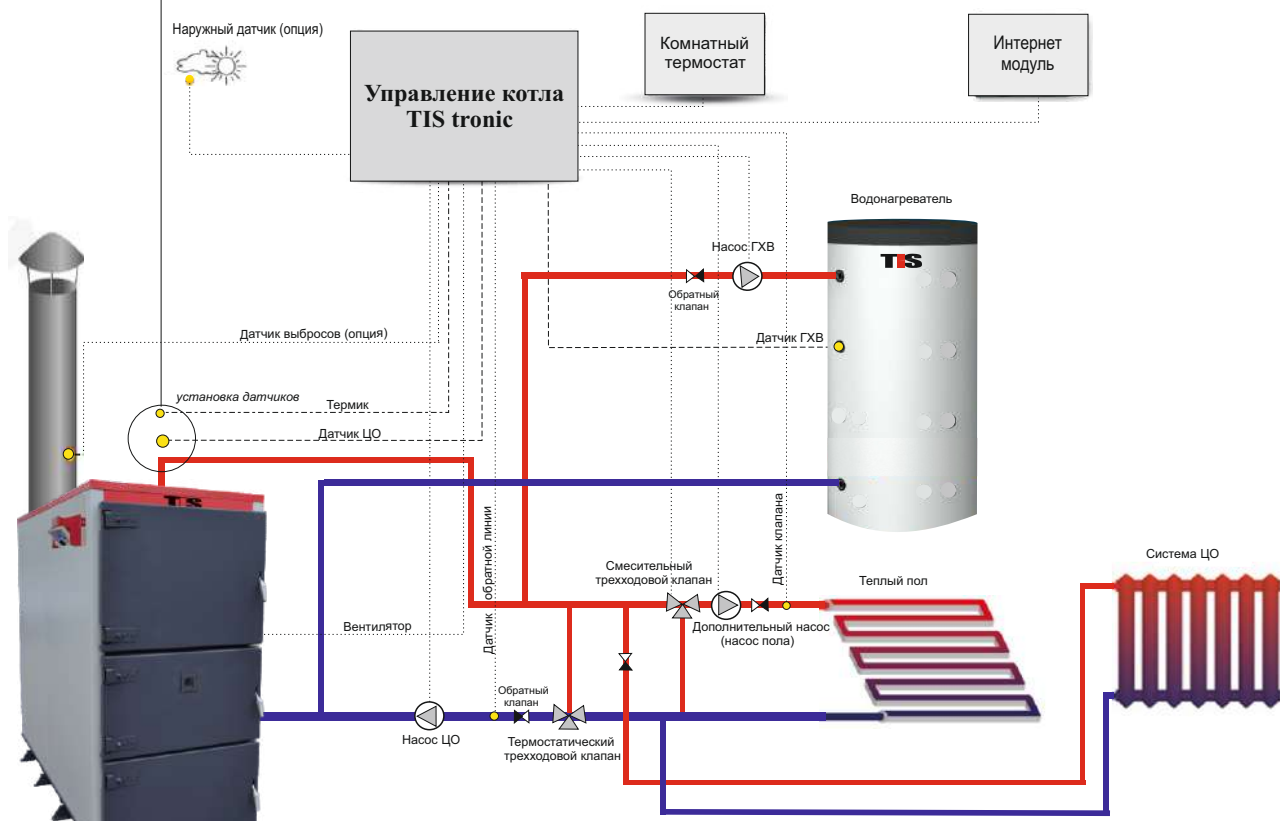 Наружный датчик (опция)
Управление котла
TIS tronic
Комнатный
термостат
Интернет
модуль
Водонагреватель
TIS
Насос ГХВ
Обратный
клапан
Датчик ГХВ
Датчик выбросов (опция)
установка датчиков
Термик
Датчик ЦО
TIS
Датчик обратной линии
Датчик клапана
Смесительный
трехходовой клапан
Теплый пол
Система ЦО
Вентилятор
Дополнительный насос
(насос пола)
Обратный
клапан
Насос ЦО
Термостатический
трехходовой клапан